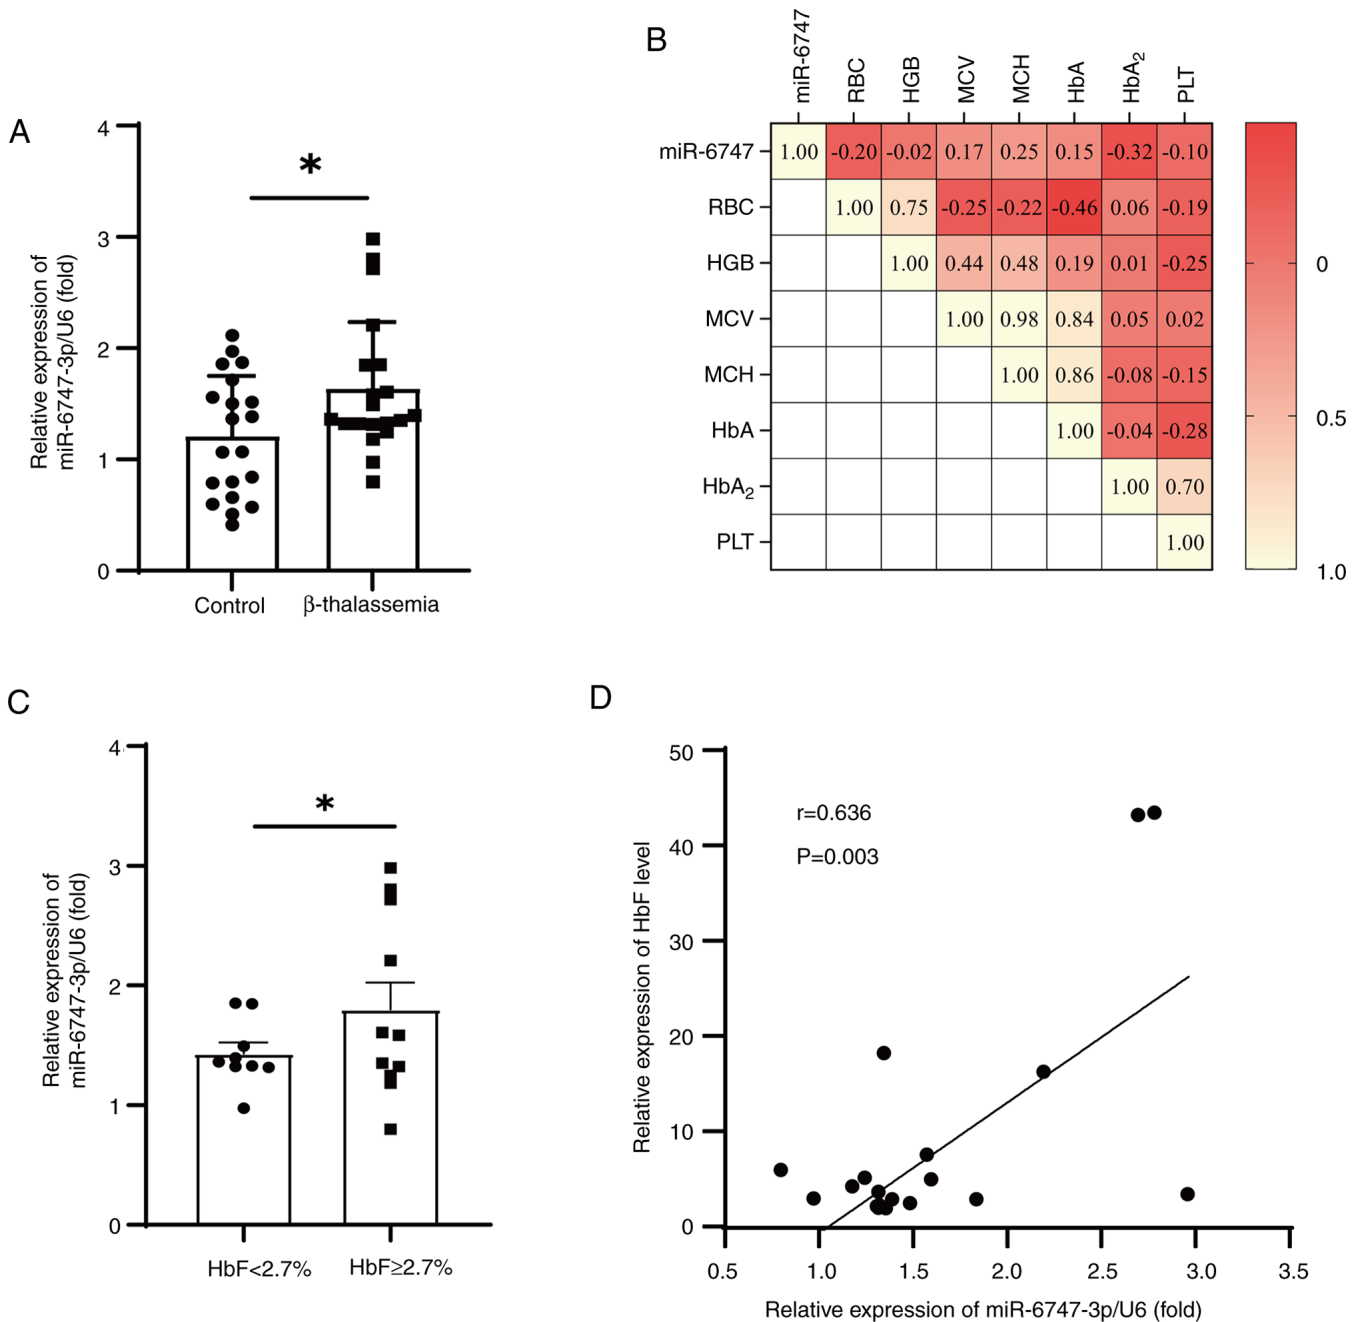 A
4
3
2
1
0
*
Relative expression of
miR-6747-3p/U6 (fold)
Control
β-thalassemia
B
miR-6747
RBC
HGB
MCV
MCH
HbA
HbA2
PLT
miR-6747 1.00 -0.20 -0.02 0.17 0.25 0.15 -0.32 -0.10
RBC 1.00 0.75 -0.25 -0.22 -0.46 0.06 -0.19
HGB 1.00 0.44 0.48 0.19 0.01 -0.25
MCV 1.00 0.98 0.84 0.05 0.02
MCH 1.00 0.86 -0.08 -0.15
HbA 1.00 -0.04 -0.28
HbA2 1.00 0.70
PLT 1.00
0
0.5
1.0
C
4
3
2
1
0
*
Relative expression of
miR-6747-3p/U6 (fold)
HbF<2.7%
HbF≥2.7%
D
50
40
30
20
10
0
r=0.636
P=0.003
Relative expression of HbF level
0.5 1.0 1.5 2.0 2.5 3.0 3.5
Relative expression of miR-6747-3p/U6 (fold)